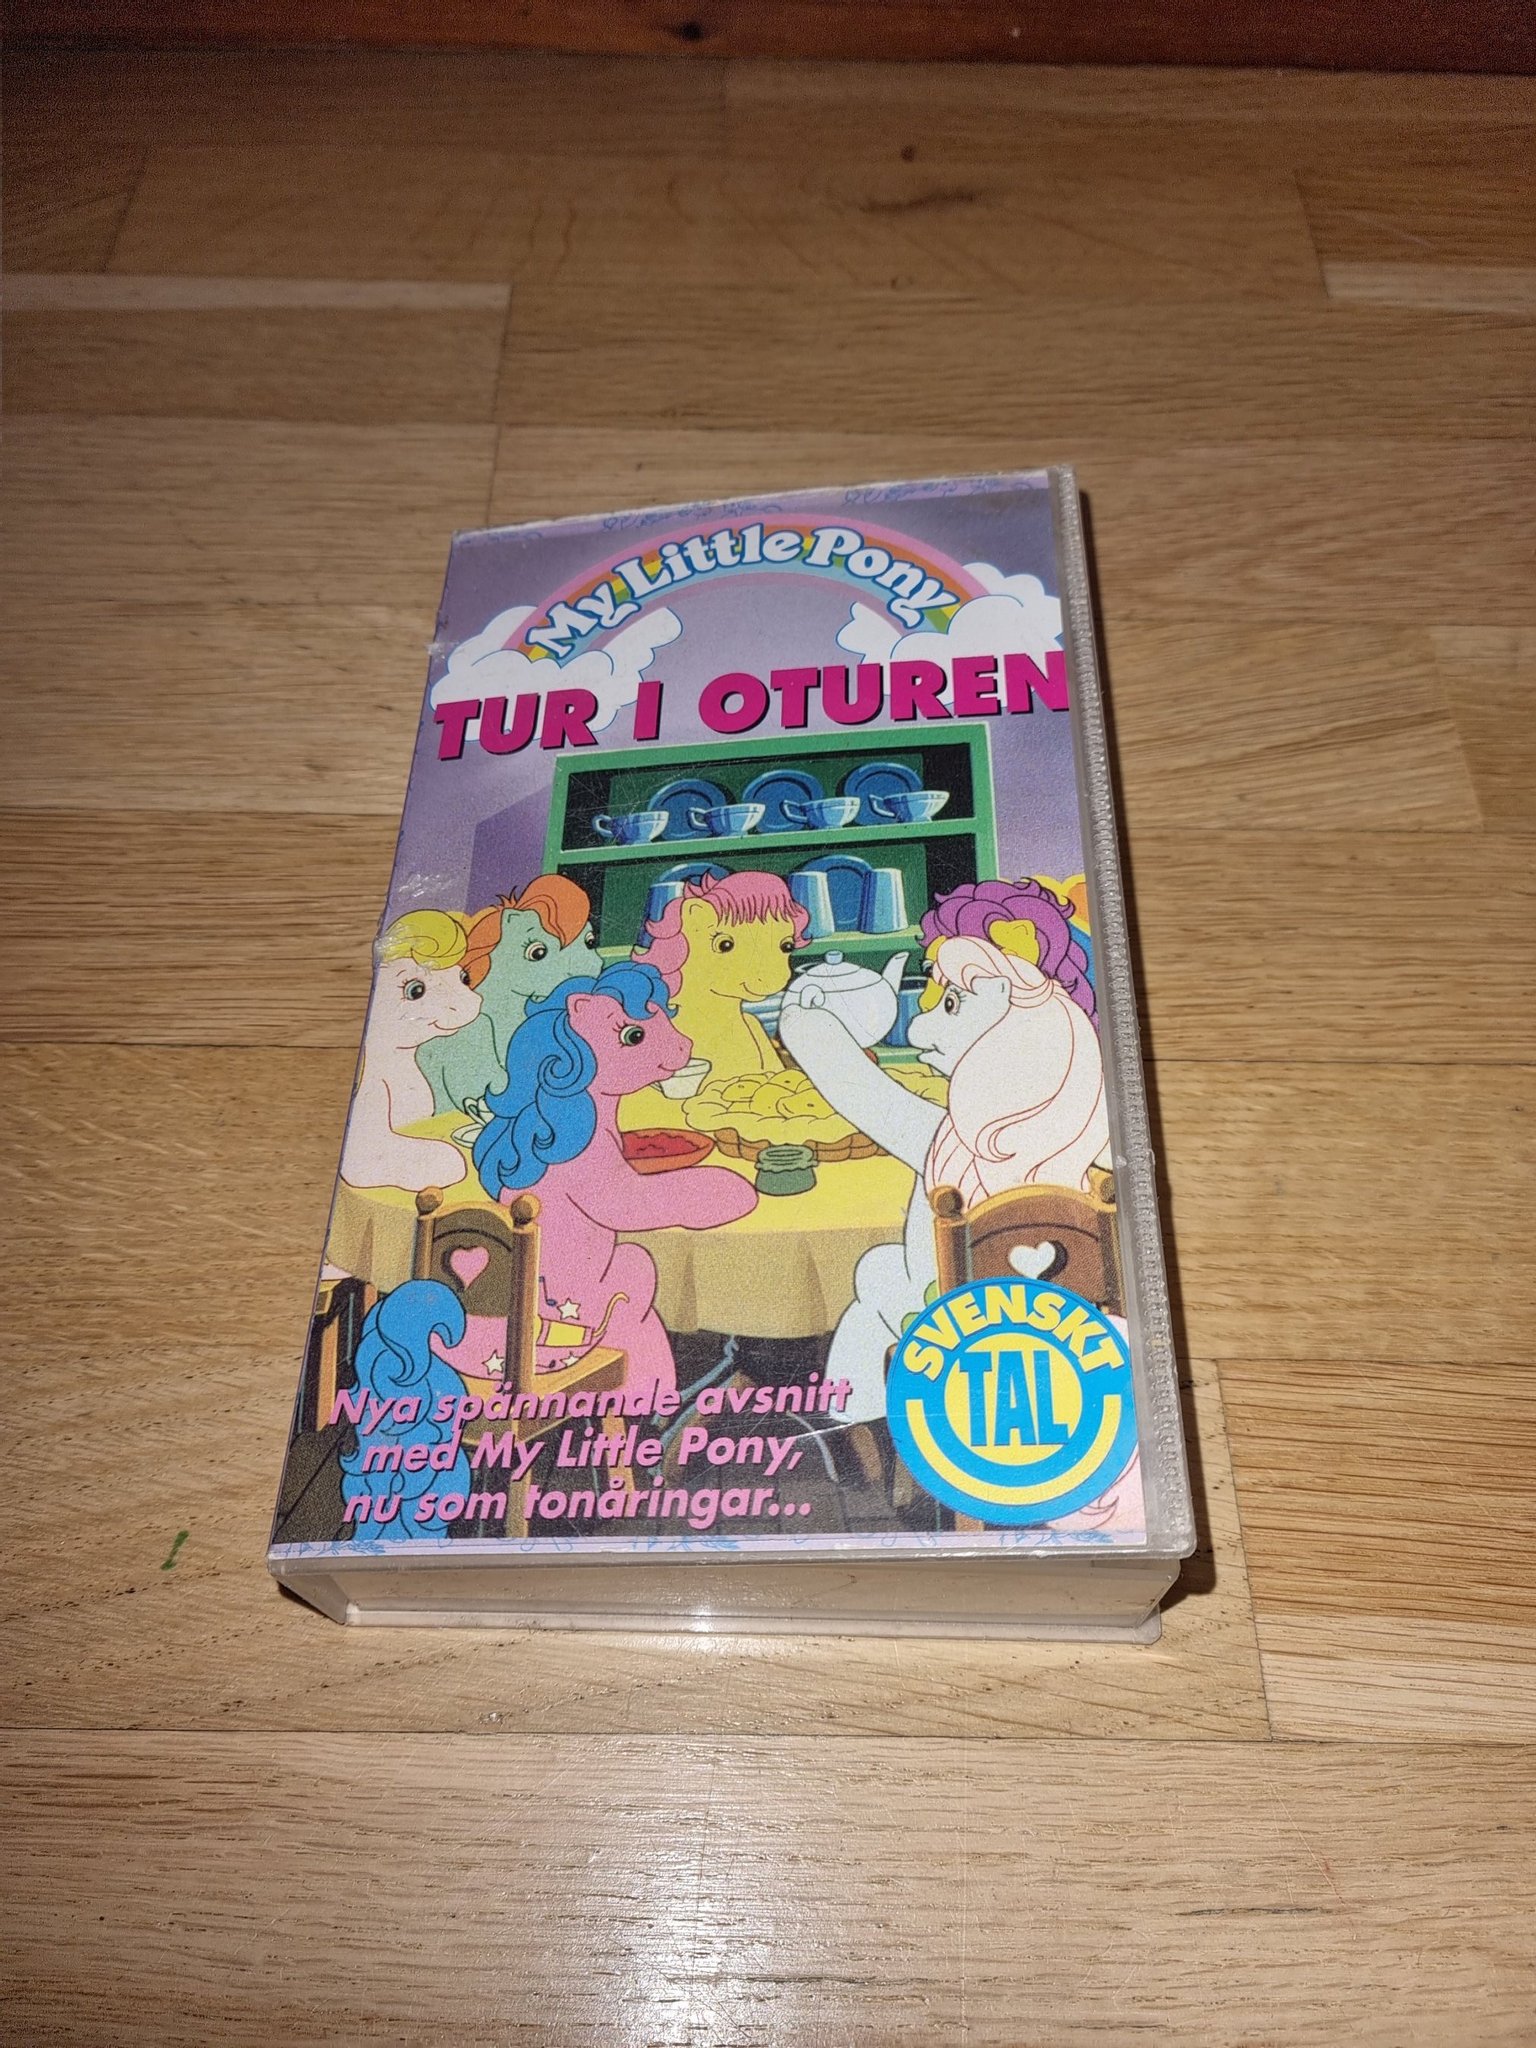 My Little Pony
TUR I OTUREN
Nya spännande avsnitt
med My Little Pony,
nu som tonåringar...
SVENSKT
TAL